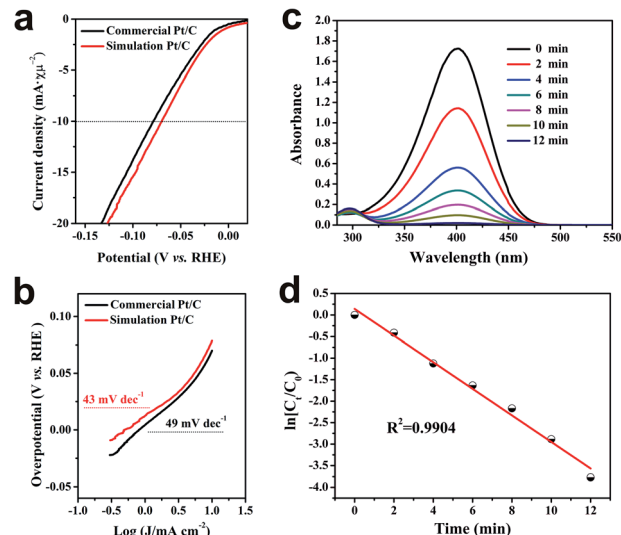 a
Commercial Pt/C
Simulation Pt/C
Current density (mA·χμ⁻²)
0
-5
-10
-15
-20
-0.15 -0.10 -0.05 0.00
Potential (V vs. RHE)
b
Commercial Pt/C
Simulation Pt/C
43 mV dec⁻¹
49 mV dec⁻¹
Overpotential (V vs. RHE)
0.10
0.05
0.00
-0.05
-1.0 -0.5 0.0 0.5 1.0 1.5
Log (J/mA cm⁻²)
c
0 min
2 min
4 min
6 min
8 min
10 min
12 min
Absorbance
2.0
1.8
1.6
1.4
1.2
1.0
0.8
0.6
0.4
0.2
0.0
300 350 400 450 500 550
Wavelength (nm)
d
R²=0.9904
ln[Cₜ/C₀]
0.5
0.0
-0.5
-1.0
-1.5
-2.0
-2.5
-3.0
-3.5
-4.0
0 2 4 6 8 10 12
Time (min)